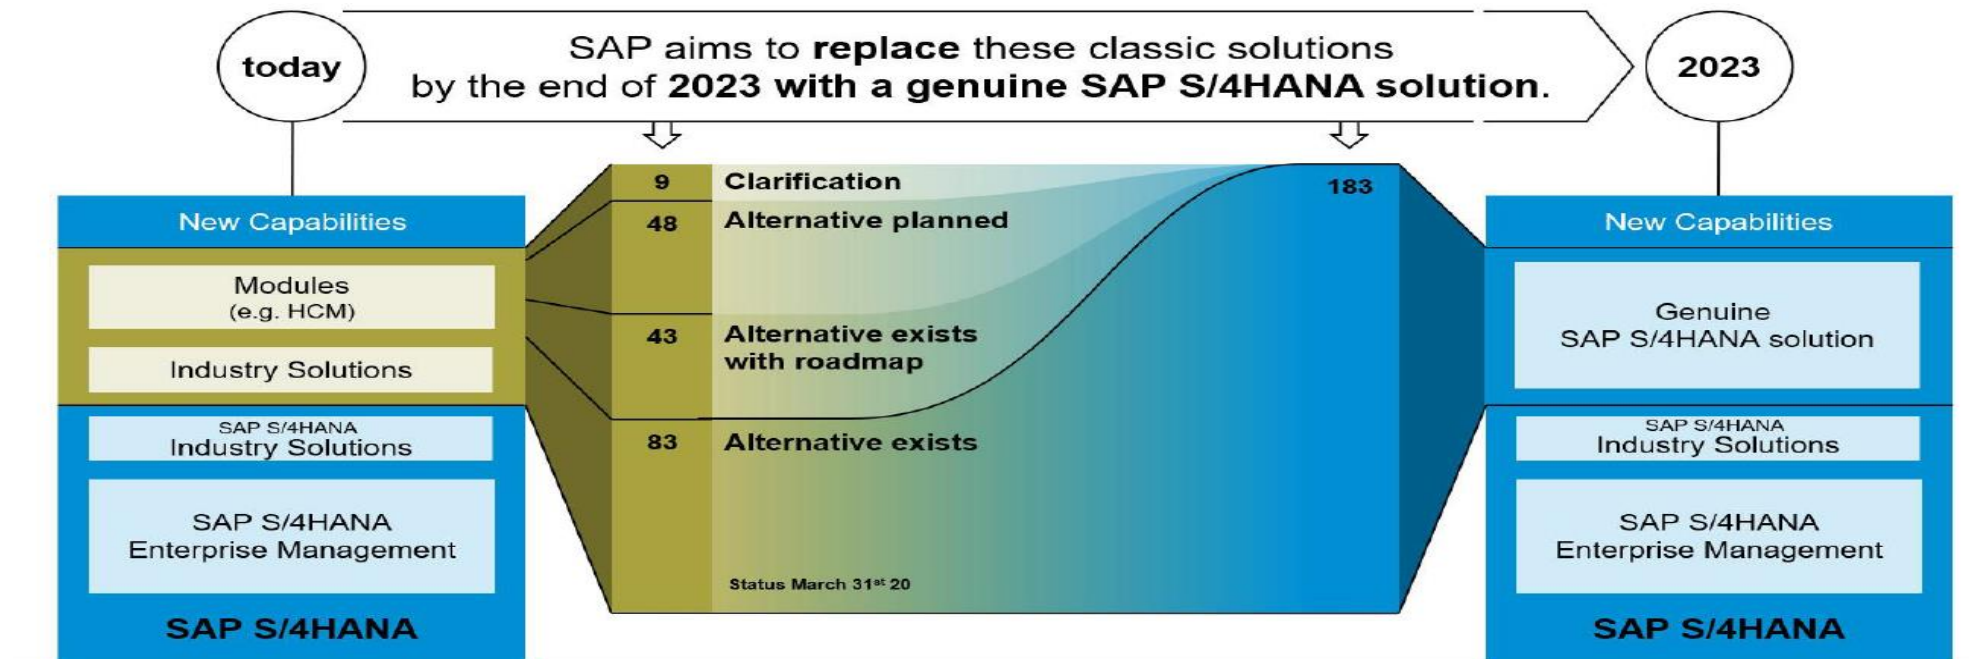 today
SAP aims to replace these classic solutions
by the end of 2023 with a genuine SAP S/4HANA solution.
2023
New Capabilities
Modules
(e.g. HCM)
Industry Solutions
SAP S/4HANA
Industry Solutions
SAP S/4HANA
Enterprise Management
SAP S/4HANA
9
Clarification
48
Alternative planned
43
Alternative exists
with roadmap
83
Alternative exists
Status March 31st 20
183
New Capabilities
Genuine
SAP S/4HANA solution
SAP S/4HANA
Industry Solutions
SAP S/4HANA
Enterprise Management
SAP S/4HANA